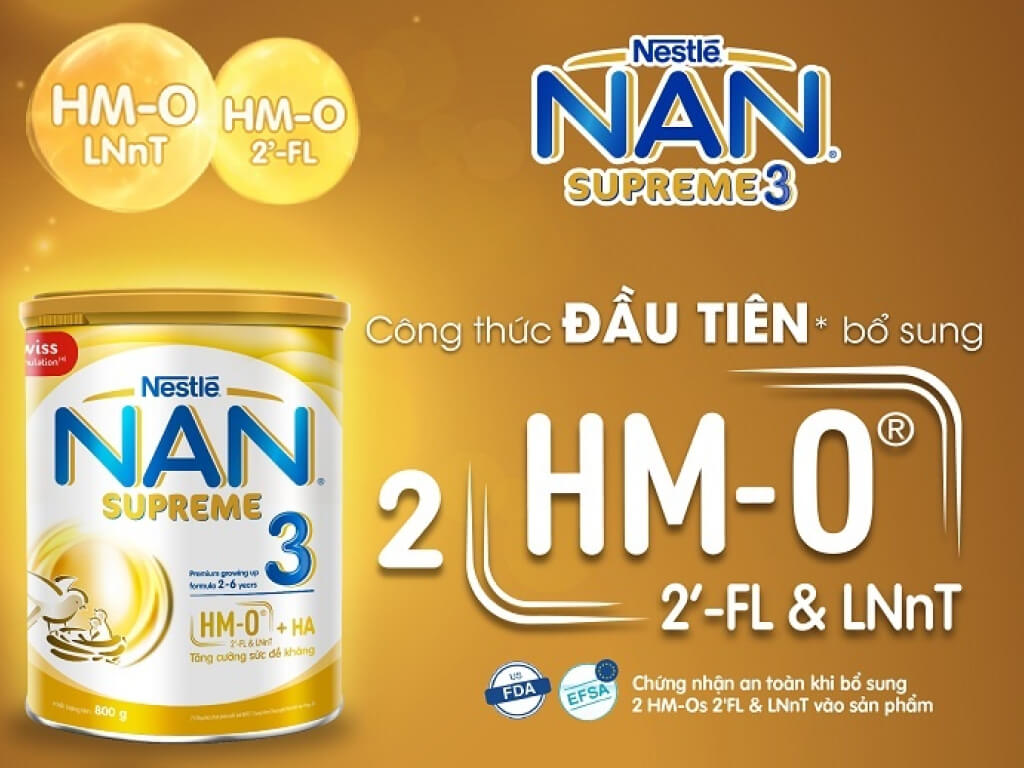 HM-O
LNnT
HM-O
2'-FL
Nestlé
NAN®
SUPREME 3
Công thức ĐẦU TIÊN* bổ sung
2 HM-O®
2'-FL & LNnT
US
FDA
EFSA
Chứng nhận an toàn khi bổ sung
2 HM-Os 2'FL & LNnT vào sản phẩm
Nestlé
NAN®
SUPREME
3
Premium growing up
formula 2-6 years
HM-O® + HA
2'-FL & LNnT
Tăng cường sức đề kháng
800 g